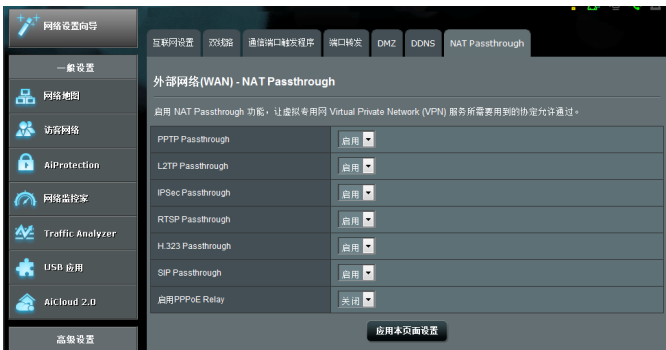 网络设置向导
一般设置
网络地图
访客网络
AiProtection
网络监控家
Traffic Analyzer
USB 应用
AiCloud 2.0
高级设置
互联网设置 双线路 通信端口触发程序 端口转发 DMZ DDNS NAT Passthrough
外部网络(WAN) - NAT Passthrough
启用 NAT Passthrough 功能，让虚拟专用网 Virtual Private Network (VPN) 服务所需要用到的协定允许通过。
PPTP Passthrough 启用
L2TP Passthrough 启用
IPSec Passthrough 启用
RTSP Passthrough 启用
H.323 Passthrough 启用
SIP Passthrough 启用
启用PPPoE Relay 关闭
应用本页面设置